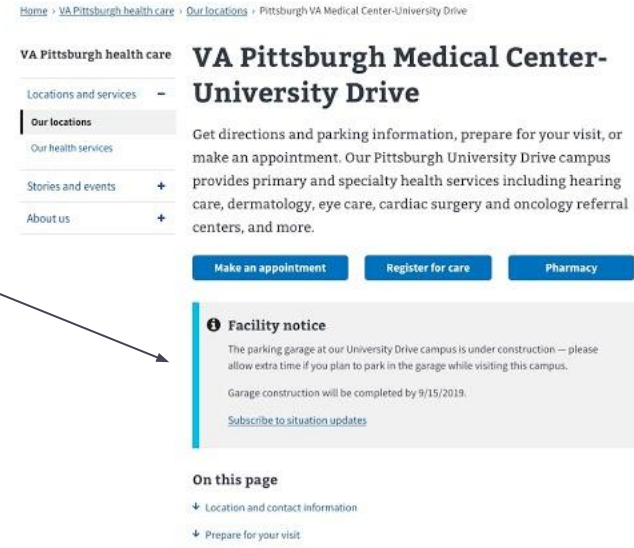 Home › VA Pittsburgh health care › Our locations › Pittsburgh VA Medical Center-University Drive
VA Pittsburgh health care
Locations and services −
Our locations
Our health services
Stories and events +
About us +
VA Pittsburgh Medical Center-
University Drive
Get directions and parking information, prepare for your visit, or
make an appointment. Our Pittsburgh University Drive campus
provides primary and specialty health services including hearing
care, dermatology, eye care, cardiac surgery and oncology referral
centers, and more.
Make an appointment
Register for care
Pharmacy
Facility notice
The parking garage at our University Drive campus is under construction — please
allow extra time if you plan to park in the garage while visiting this campus.
Garage construction will be completed by 9/15/2019.
Subscribe to situation updates
On this page
Location and contact information
Prepare for your visit